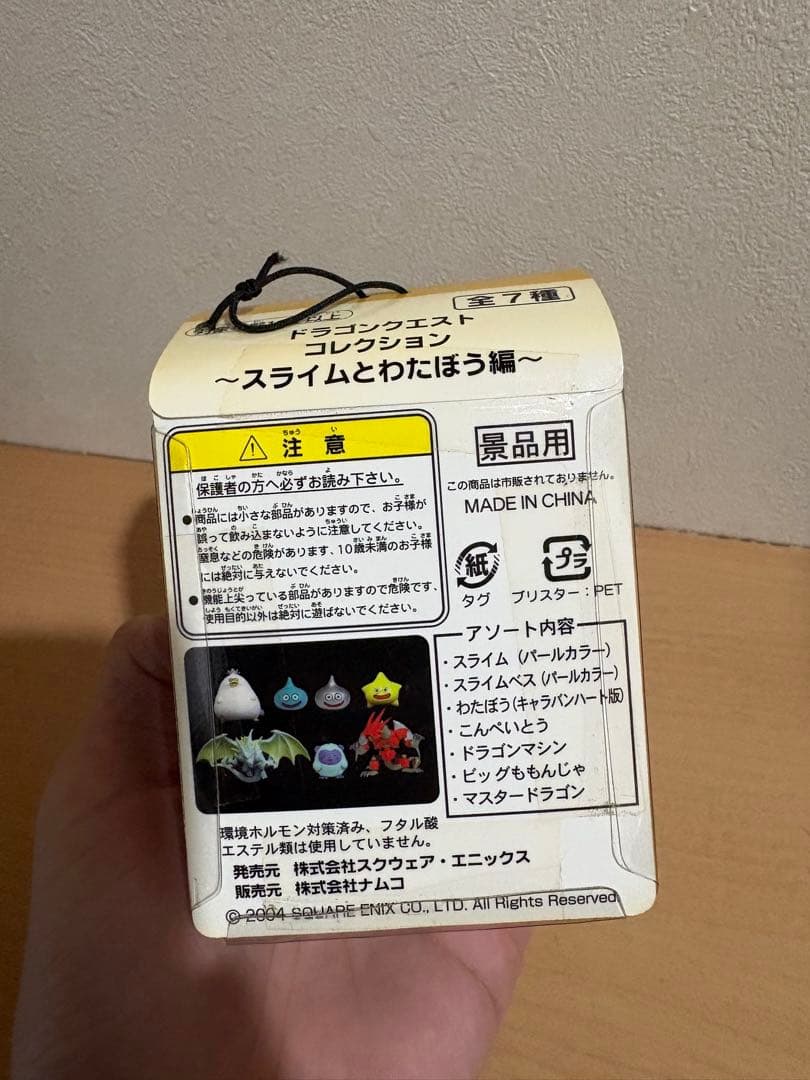 全7種
ドラゴンクエスト
コレクション
~スライムとわたぼう編~
注意
保護者の方へ必ずお読み下さい。
●商品には小さな部品がありますので、お子様が
誤って飲み込まないように注意してください。
窒息などの危険があります、10歳未満のお子様
には絶対に与えないでください。
●機能上尖っている部品がありますので危険です、
使用目的以外は絶対に遊ばないでください。
景品用
この商品は市販されておりません。
MADE IN CHINA
紙
タグ
プラ
ブリスター:PET
アソート内容
・スライム(パールカラー)
・スライムベス(パールカラー)
・わたぼう(キャラバンハート版)
・こんぺいとう
・ドラゴンマシン
・ビッグももんじゃ
・マスタードラゴン
環境ホルモン対策済み、フタル酸
エステル類は使用していません。
発売元 株式会社スクウェア・エニックス
販売元 株式会社ナムコ
© 2004 SQUARE ENIX CO., LTD. All Rights Reserved.